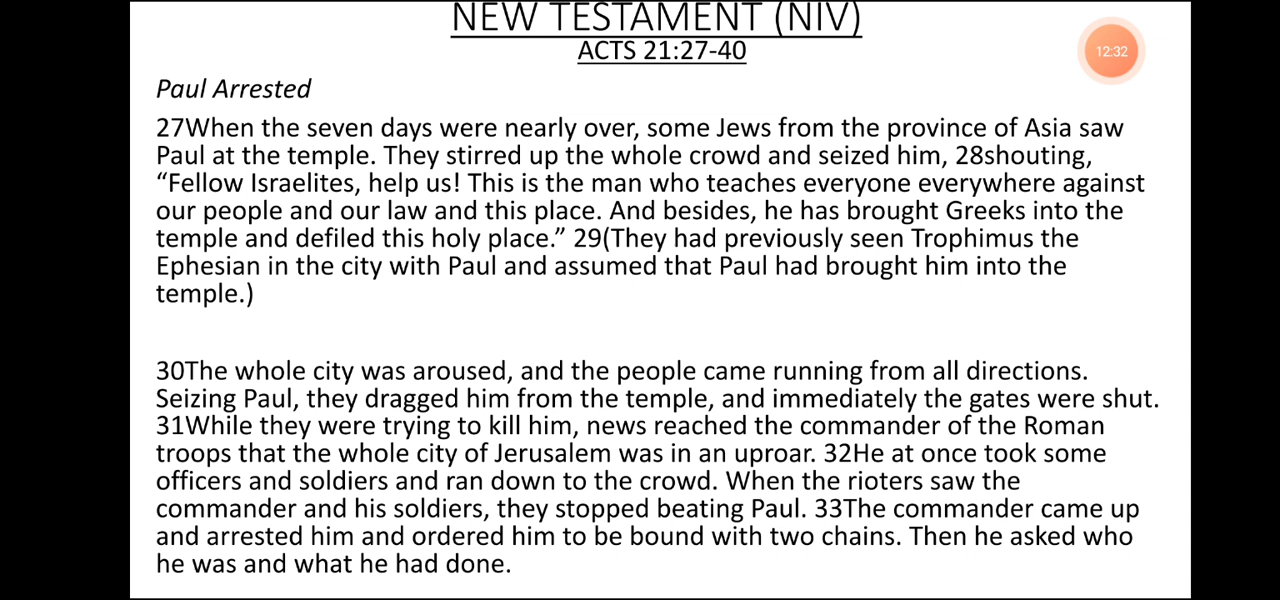 NEW TESTAMENT (NIV)
ACTS 21:27-40
12:32
Paul Arrested
27When the seven days were nearly over, some Jews from the province of Asia saw
Paul at the temple. They stirred up the whole crowd and seized him, 28shouting,
“Fellow Israelites, help us! This is the man who teaches everyone everywhere against
our people and our law and this place. And besides, he has brought Greeks into the
temple and defiled this holy place.” 29(They had previously seen Trophimus the
Ephesian in the city with Paul and assumed that Paul had brought him into the
temple.)
30The whole city was aroused, and the people came running from all directions.
Seizing Paul, they dragged him from the temple, and immediately the gates were shut.
31While they were trying to kill him, news reached the commander of the Roman
troops that the whole city of Jerusalem was in an uproar. 32He at once took some
officers and soldiers and ran down to the crowd. When the rioters saw the
commander and his soldiers, they stopped beating Paul. 33The commander came up
and arrested him and ordered him to be bound with two chains. Then he asked who
he was and what he had done.